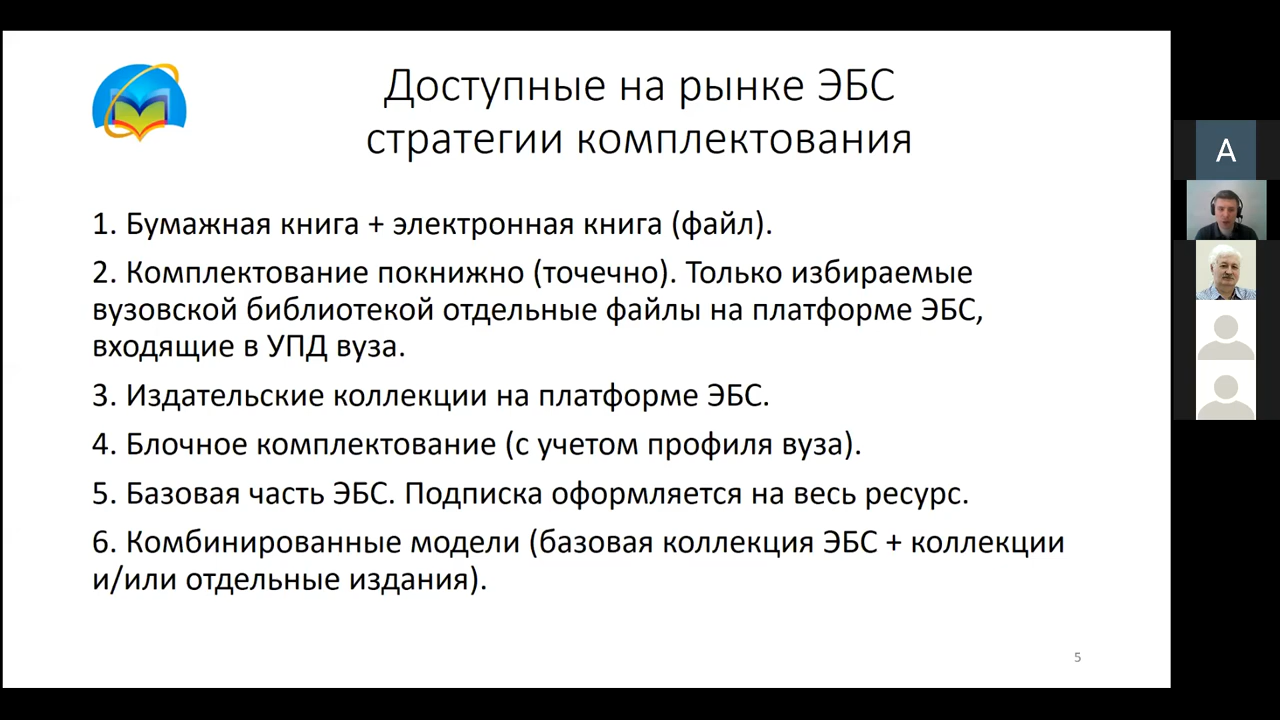 Доступные на рынке ЭБС
стратегии комплектования
1. Бумажная книга + электронная книга (файл).
2. Комплектование покнижно (точечно). Только избираемые
вузовской библиотекой отдельные файлы на платформе ЭБС,
входящие в УПД вуза.
3. Издательские коллекции на платформе ЭБС.
4. Блочное комплектование (с учетом профиля вуза).
5. Базовая часть ЭБС. Подписка оформляется на весь ресурс.
6. Комбинированные модели (базовая коллекция ЭБС + коллекции
и/или отдельные издания).
5
A